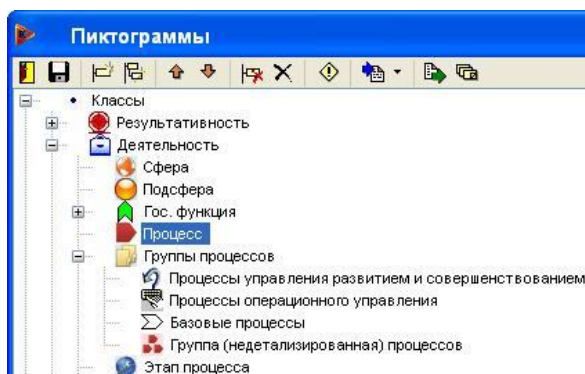 Пиктограммы
Классы
Результативность
Деятельность
Сфера
Подсфера
Гос. функция
Процесс
Группы процессов
Процессы управления развитием и совершенствованием
Процессы операционного управления
Базовые процессы
Группа (недетализированная) процессов
Этап процесса